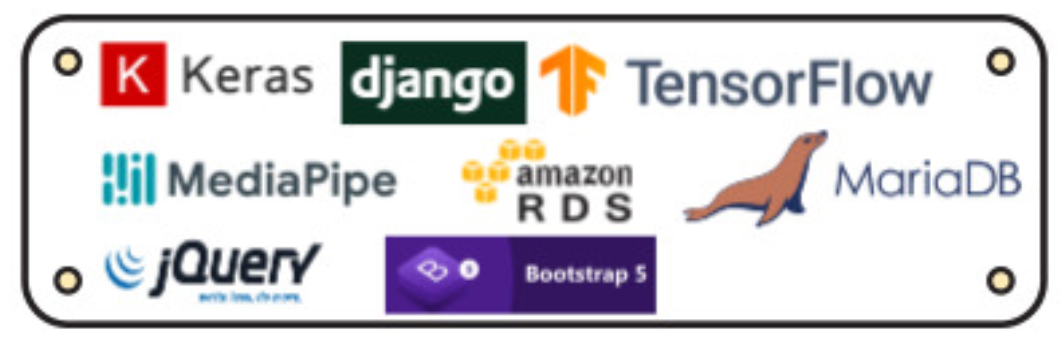 K Keras django TensorFlow
MediaPipe amazon RDS MariaDB
jQuery Bootstrap 5